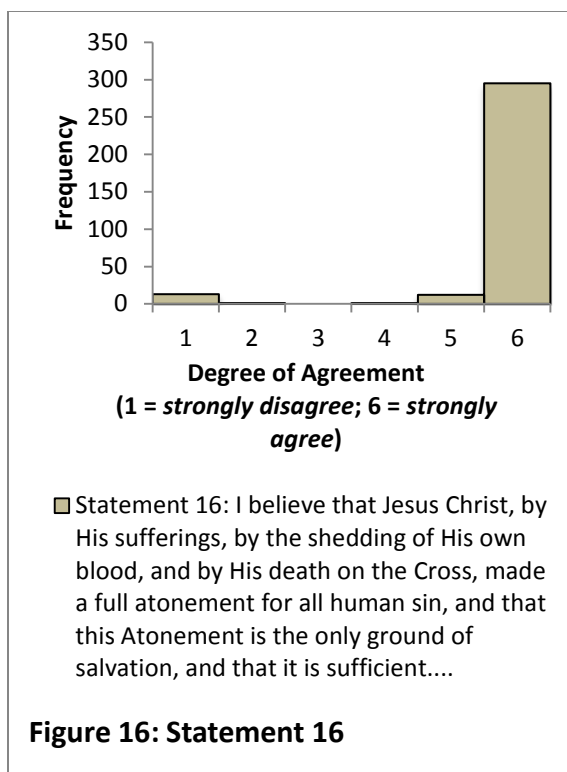 350
300
250
200
150
100
50
0
Frequency
1 2 3 4 5 6
Degree of Agreement
(1 = strongly disagree; 6 = strongly
agree)
Statement 16: I believe that Jesus Christ, by
His sufferings, by the shedding of His own
blood, and by His death on the Cross, made
a full atonement for all human sin, and that
this Atonement is the only ground of
salvation, and that it is sufficient....
Figure 16: Statement 16